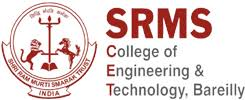 SHRI RAM MURTI SMARAK TRUST
INDIA
SRMS
College of
Engineering &
Technology, Bareilly